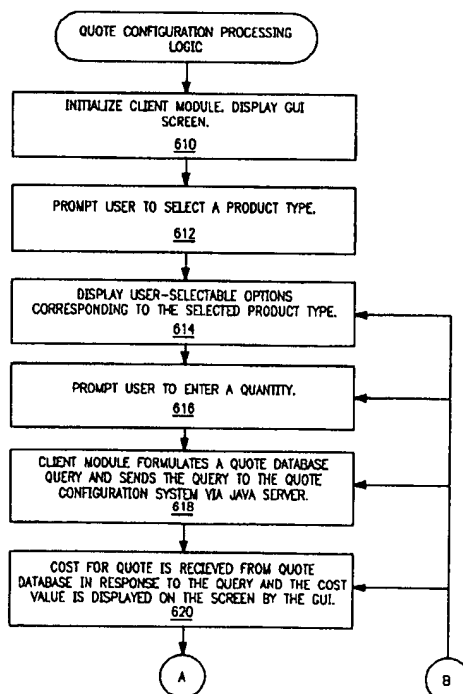 QUOTE CONFIGURATION PROCESSING
LOGIC
INITIALIZE CLIENT MODULE. DISPLAY GUI
SCREEN.
610
PROMPT USER TO SELECT A PRODUCT TYPE.
612
DISPLAY USER-SELECTABLE OPTIONS
CORRESPONDING TO THE SELECTED PRODUCT TYPE.
614
PROMPT USER TO ENTER A QUANTITY.
616
CLIENT MODULE FORMULATES A QUOTE DATABASE
QUERY AND SENDS THE QUERY TO THE QUOTE
CONFIGURATION SYSTEM VIA JAVA SERVER.
618
COST FOR QUOTE IS RECIEVED FROM QUOTE
DATABASE IN RESPONSE TO THE QUERY AND THE COST
VALUE IS DISPLAYED ON THE SCREEN BY THE GUI.
620
A
B